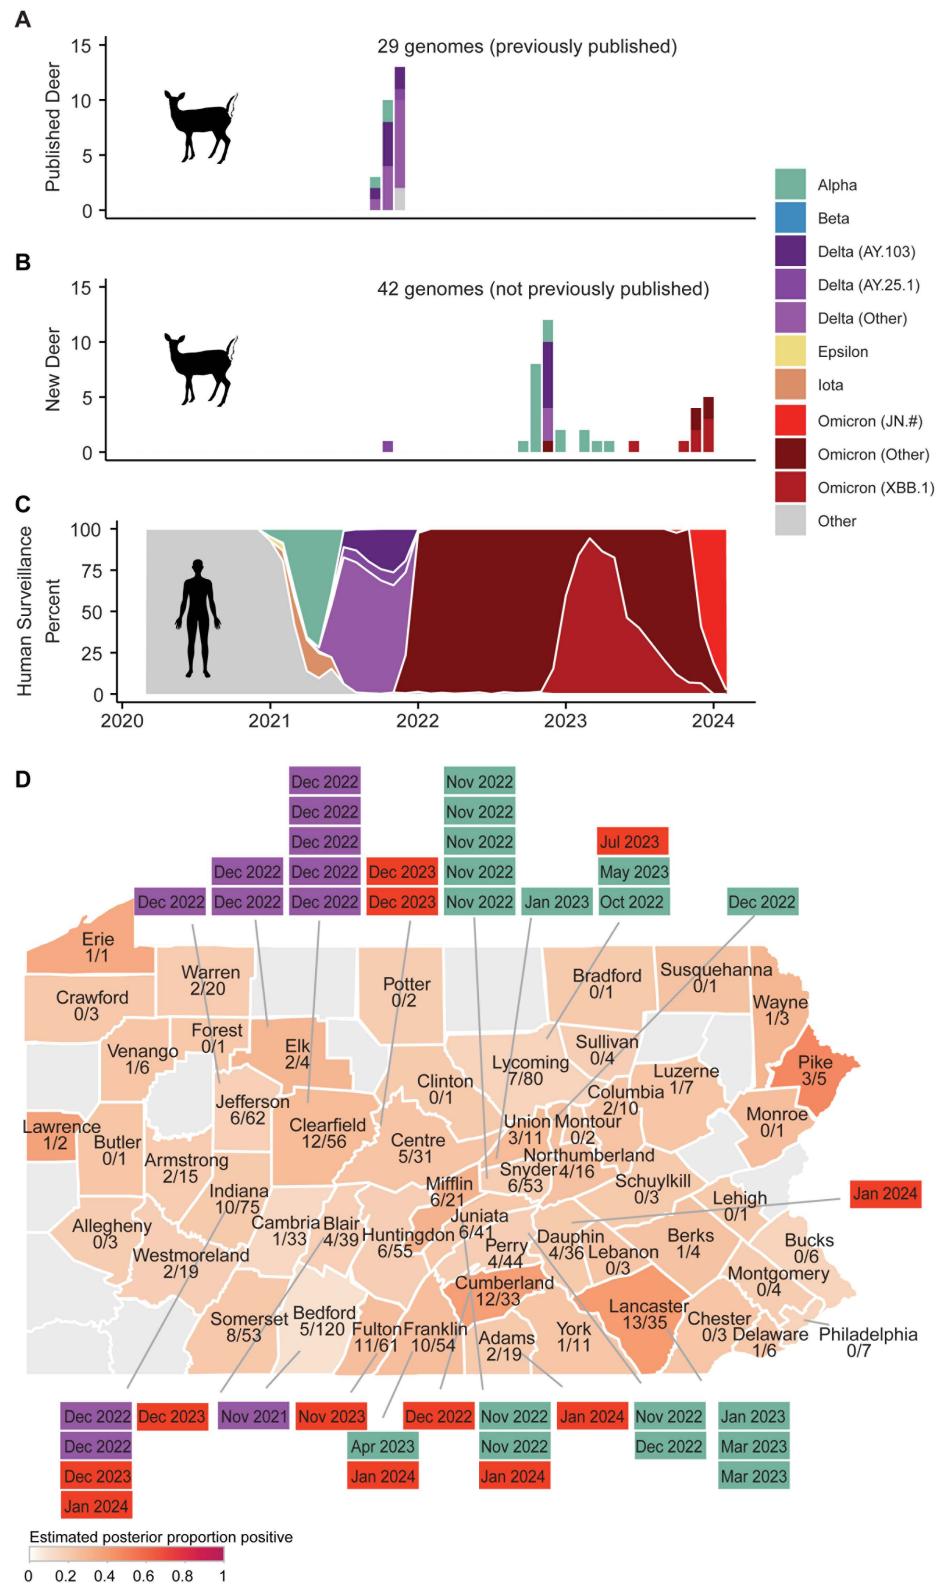 A
29 genomes (previously published)
Published Deer
15
10
5
0
B
42 genomes (not previously published)
New Deer
15
10
5
0
Alpha
Beta
Delta (AY.103)
Delta (AY.25.1)
Delta (Other)
Epsilon
Iota
Omicron (JN.#)
Omicron (Other)
Omicron (XBB.1)
Other
C
Human Surveillance
Percent
100
75
50
25
0
2020 2021 2022 2023 2024
D
Dec 2022 Nov 2022
Dec 2022 Nov 2022
Dec 2022 Nov 2022 Jul 2023
Dec 2022 Dec 2022 Dec 2023 Nov 2022 May 2023
Dec 2022 Dec 2022 Dec 2022 Dec 2023 Nov 2022 Jan 2023 Oct 2022 Dec 2022
Erie
1/1
Crawford
0/3
Warren
2/20
Potter
0/2
Bradford
0/1
Susquehanna
0/1
Wayne
1/3
Forest
0/1
Venango
1/6
Elk
2/4
Clinton
0/1
Lycoming
7/80
Sullivan
0/4
Luzerne
1/7
Pike
3/5
Columbia
2/10
Monroe
0/1
Jefferson
6/62
Clearfield
12/56
Centre
5/31
Union
3/11
Montour
0/2
Lawrence
1/2
Butler
0/1
Armstrong
2/15
Northumberland
4/16
Snyder
6/53
Schuylkill
0/3
Mifflin
6/21
Indiana
10/75
Lehigh
0/1
Jan 2024
Allegheny
0/3
Cambria
1/33
Blair
4/39
Huntingdon
6/55
Juniata
6/41
Perry
4/44
Dauphin
4/36
Lebanon
0/3
Berks
1/4
Bucks
0/6
Westmoreland
2/19
Montgomery
0/4
Cumberland
12/33
Somerset
8/53
Bedford
5/120
Fulton
11/61
Franklin
10/54
Adams
2/19
York
1/11
Lancaster
13/35
Chester
0/3
Delaware
1/6
Philadelphia
0/7
Dec 2022 Dec 2023 Nov 2021 Nov 2023 Dec 2022 Nov 2022 Jan 2024 Nov 2022 Jan 2023
Dec 2022 Apr 2023 Nov 2022 Dec 2022 Mar 2023
Dec 2023 Jan 2024 Jan 2024 Mar 2023
Jan 2024
Estimated posterior proportion positive
0 0.2 0.4 0.6 0.8 1